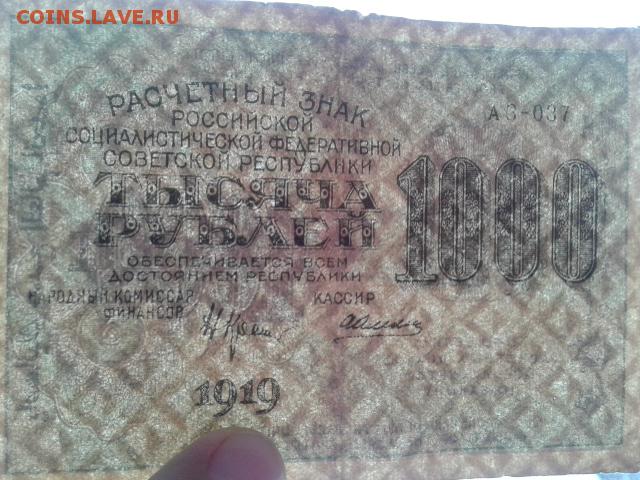 COINS.LAVE.RU
РАСЧЕТНЫЙ ЗНАК
РОССИЙСКОЙ
СОЦИАЛИСТИЧЕСКОЙ ФЕДЕРАТИВНОЙ
СОВЕТСКОЙ РЕСПУБЛИКИ
АЗ-037
ТЫСЯЧА
РУБЛЕЙ
1000
ОБЕСПЕЧИВАЕТСЯ ВСЕМ
ДОСТОЯНИЕМ РЕСПУБЛИКИ
НАРОДНЫЙ КОМИССАР
ФИНАНСОВ
КАССИР
1919